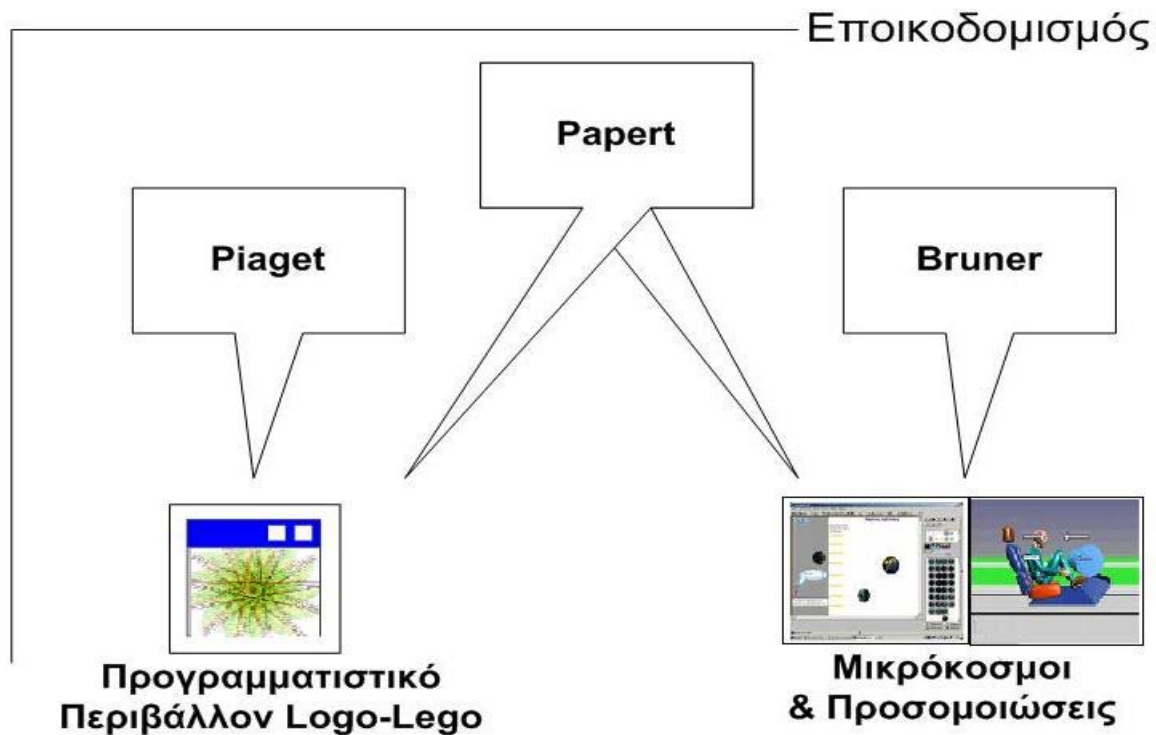 Εποικοδομισμός
Papert
Piaget
Bruner
Προγραμματιστικό
Περιβάλλον Logo-Lego
Μικρόκοσμοι
& Προσομοιώσεις